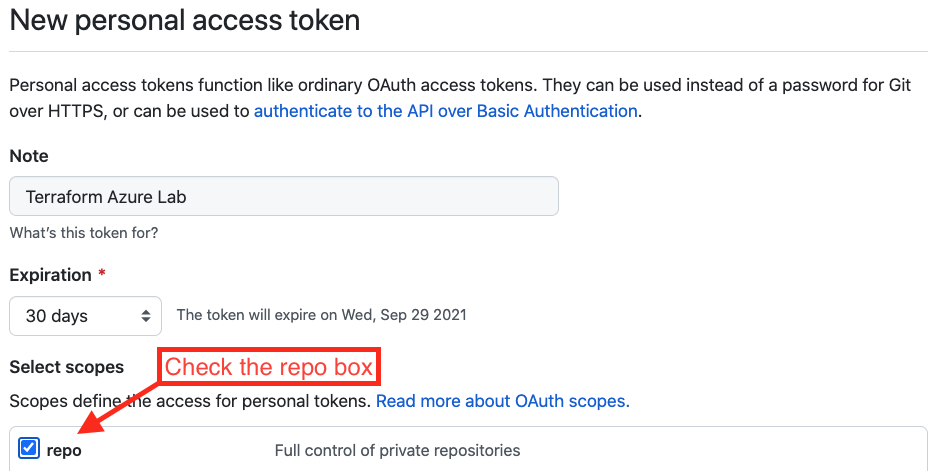 New personal access token
Personal access tokens function like ordinary OAuth access tokens. They can be used instead of a password for Git
over HTTPS, or can be used to authenticate to the API over Basic Authentication.
Note
Terraform Azure Lab
What's this token for?
Expiration *
30 days The token will expire on Wed, Sep 29 2021
Select scopes Check the repo box
Scopes define the access for personal tokens. Read more about OAuth scopes.
repo Full control of private repositories